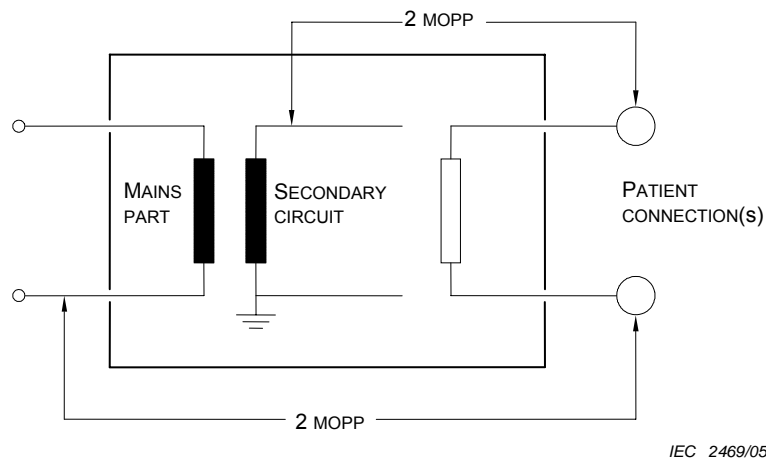 2 MOPP
MAINS
PART
SECONDARY
CIRCUIT
PATIENT
CONNECTION(s)
2 MOPP
IEC 2469/05